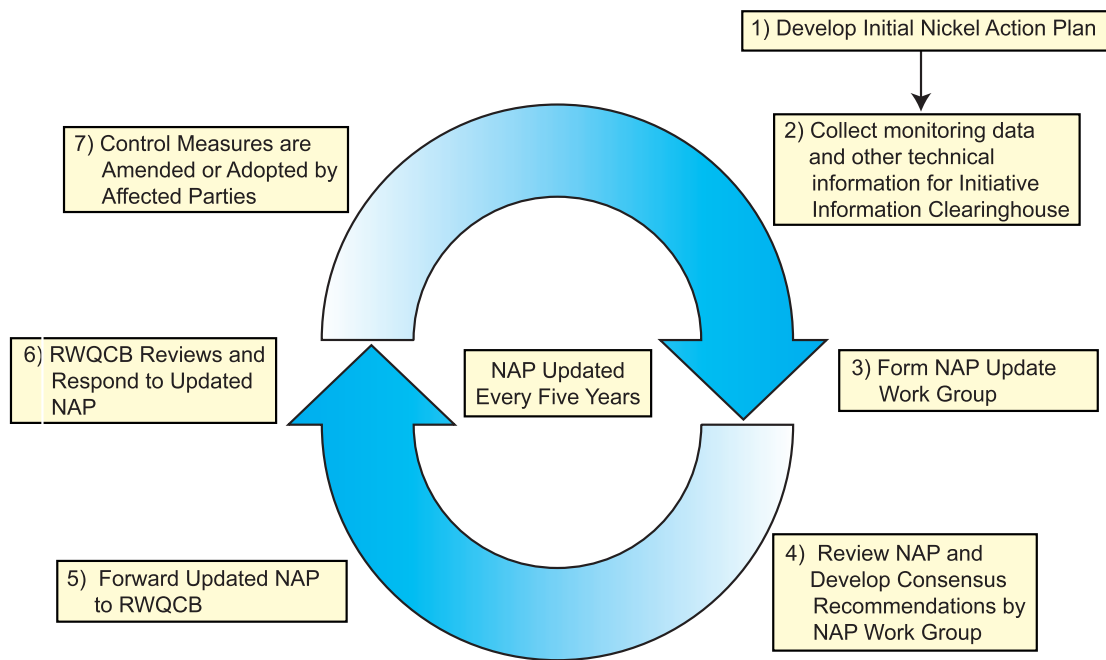 1) Develop Initial Nickel Action Plan
2) Collect monitoring data
and other technical
information for Initiative
Information Clearinghouse
3) Form NAP Update
Work Group
4) Review NAP and
Develop Consensus
Recommendations by
NAP Work Group
5) Forward Updated NAP
to RWQCB
6) RWQCB Reviews and
Respond to Updated
NAP
7) Control Measures are
Amended or Adopted by
Affected Parties
NAP Updated
Every Five Years